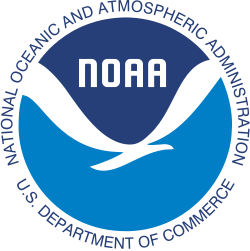 NATIONAL OCEANIC AND ATMOSPHERIC ADMINISTRATION
NOAA
U.S. DEPARTMENT OF COMMERCE